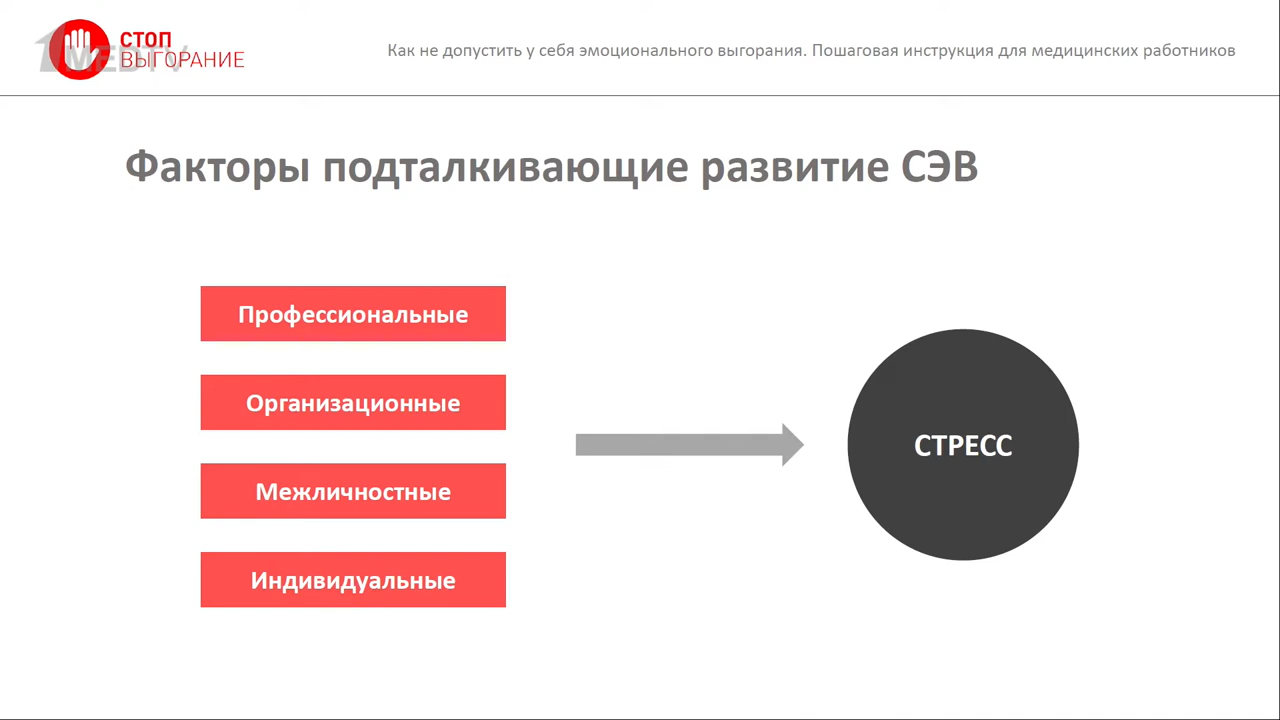 СТОП
ВЫГОРАНИЕ
MEDTV
Как не допустить у себя эмоционального выгорания. Пошаговая инструкция для медицинских работников
Факторы подталкивающие развитие СЭВ
Профессиональные
Организационные
Межличностные
Индивидуальные
СТРЕСС